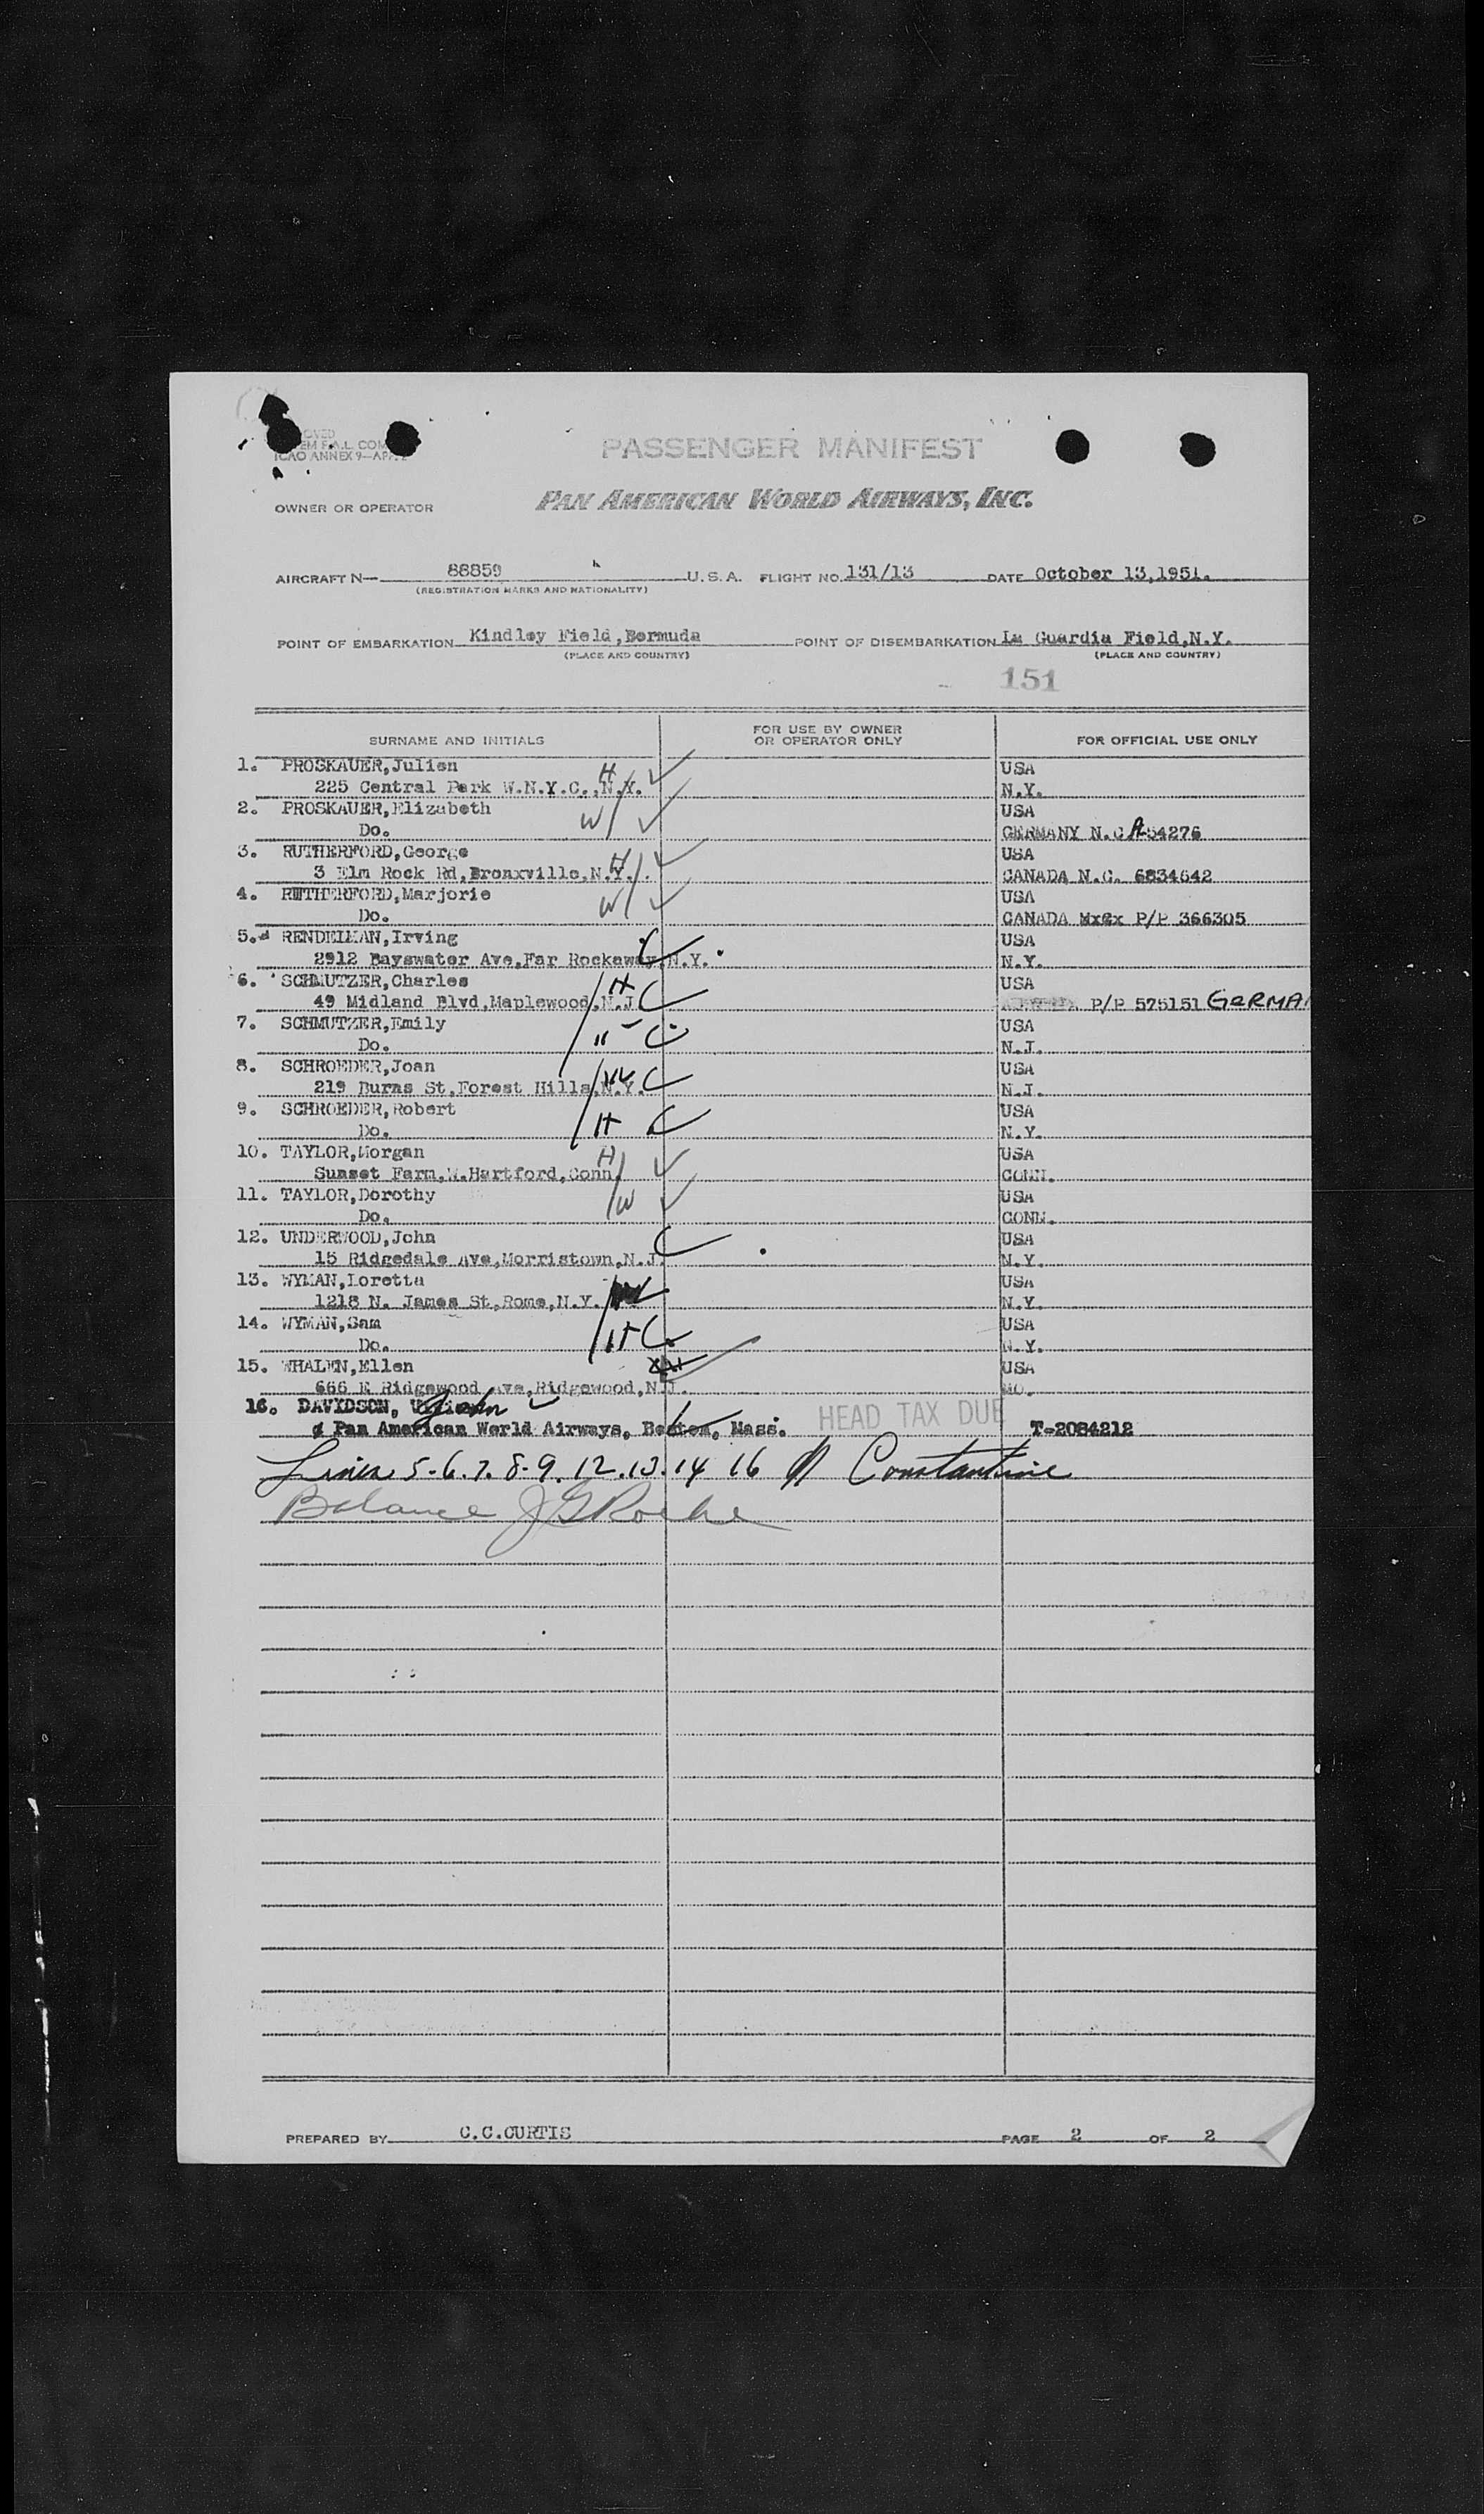 PASSENGER MANIFEST
ICAO ANNEX 9—AP
OWNER OR OPERATOR PAN AMERICAN WORLD AIRWAYS, INC.
AIRCRAFT N— 88859 U.S.A. FLIGHT NO. 131/13 DATE October 13,1951.
(REGISTRATION MARKS AND NATIONALITY)
POINT OF EMBARKATION Kindley Field,Bermuda POINT OF DISEMBARKATION La Guardia Field,N.Y.
(PLACE AND COUNTRY) (PLACE AND COUNTRY)
151
SURNAME AND INITIALS FOR USE BY OWNER OR OPERATOR ONLY FOR OFFICIAL USE ONLY
1. PROSKAUER,Julien USA
225 Central Park W.N.Y.C.,N.Y. H N.Y.
2. PROSKAUER,Elizabeth USA
Do. W GERMANY N.C A-54276
3. RUTHERFORD,George USA
3 Elm Rock Rd,Bronxville,N.Y. H CANADA N.C. 6834642
4. RUTHERFORD,Marjorie USA
Do. W CANADA MxGx P/P 366305
5. RENDELMAN,Irving USA
2912 Bayswater Ave,Far Rockaway,N.Y. N.Y.
6. SCHMUTZER,Charles USA
49 Midland Blvd,Maplewood,N.J. H P/P 575151 GERMA
7. SCHMUTZER,Emily USA
Do. N.J.
8. SCHROEDER,Joan USA
219 Burns St,Forest Hills,N.Y. W N.J.
9. SCHROEDER,Robert USA
Do. H N.Y.
10. TAYLOR,Morgan USA
Sunset Farm,W.Hartford,Conn H CONN.
11. TAYLOR,Dorothy USA
Do. W CONN.
12. UNDERWOOD,John USA
15 Ridgedale Ave,Morristown,N.J. N.Y.
13. WYMAN,Loretta USA
1218 N. James St,Rome,N.Y. N.Y.
14. WYMAN,Sam USA
Do. H N.Y.
15. WHALEN,Ellen USA
666 E Ridgewood Ave,Ridgewood,N.J. MO.
16. DAVIDSON, John
¢ Pan American World Airways, Boston, Mass. HEAD TAX DUE T-2084212
Lines 5-6.7.8-9.12.13.14 16 Constantine
Balance J G Roche
PREPARED BY C.C.CURTIS PAGE 2 OF 2